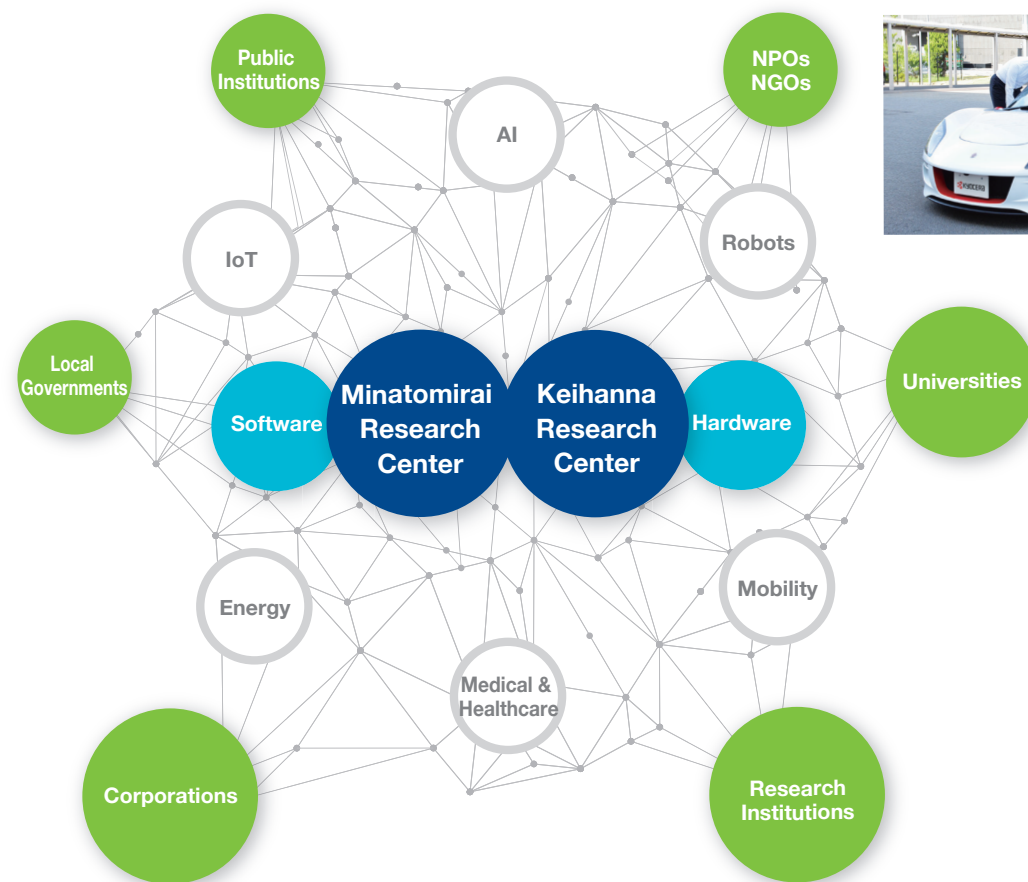 Public
Institutions
NPOs
NGOs
AI
KYOCERA
Robots
IoT
Local
Governments
Software
Minatomirai
Research
Center
Keihanna
Research
Center
Hardware
Universities
Energy
Mobility
Medical &
Healthcare
Corporations
Research
Institutions